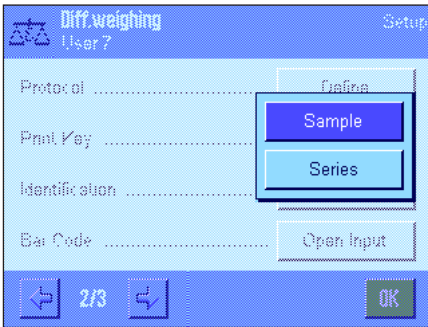 Diff.weighing
Setup
User 7
Protocol
Define
Print Key
Sample
Series
Identification
Bar Code
Open Input
2/3
OK